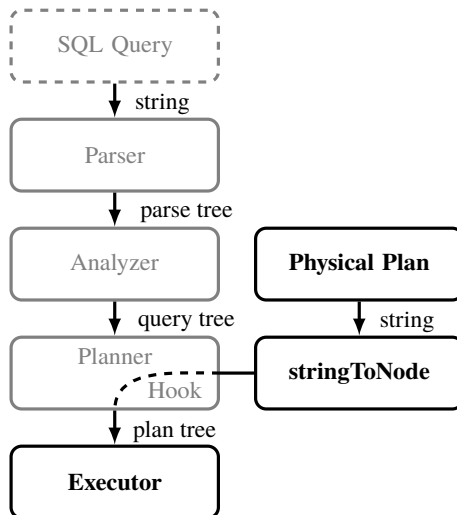 SQL Query
string
Parser
parse tree
Analyzer
Physical Plan
query tree
string
Planner
Hook
stringToNode
plan tree
Executor